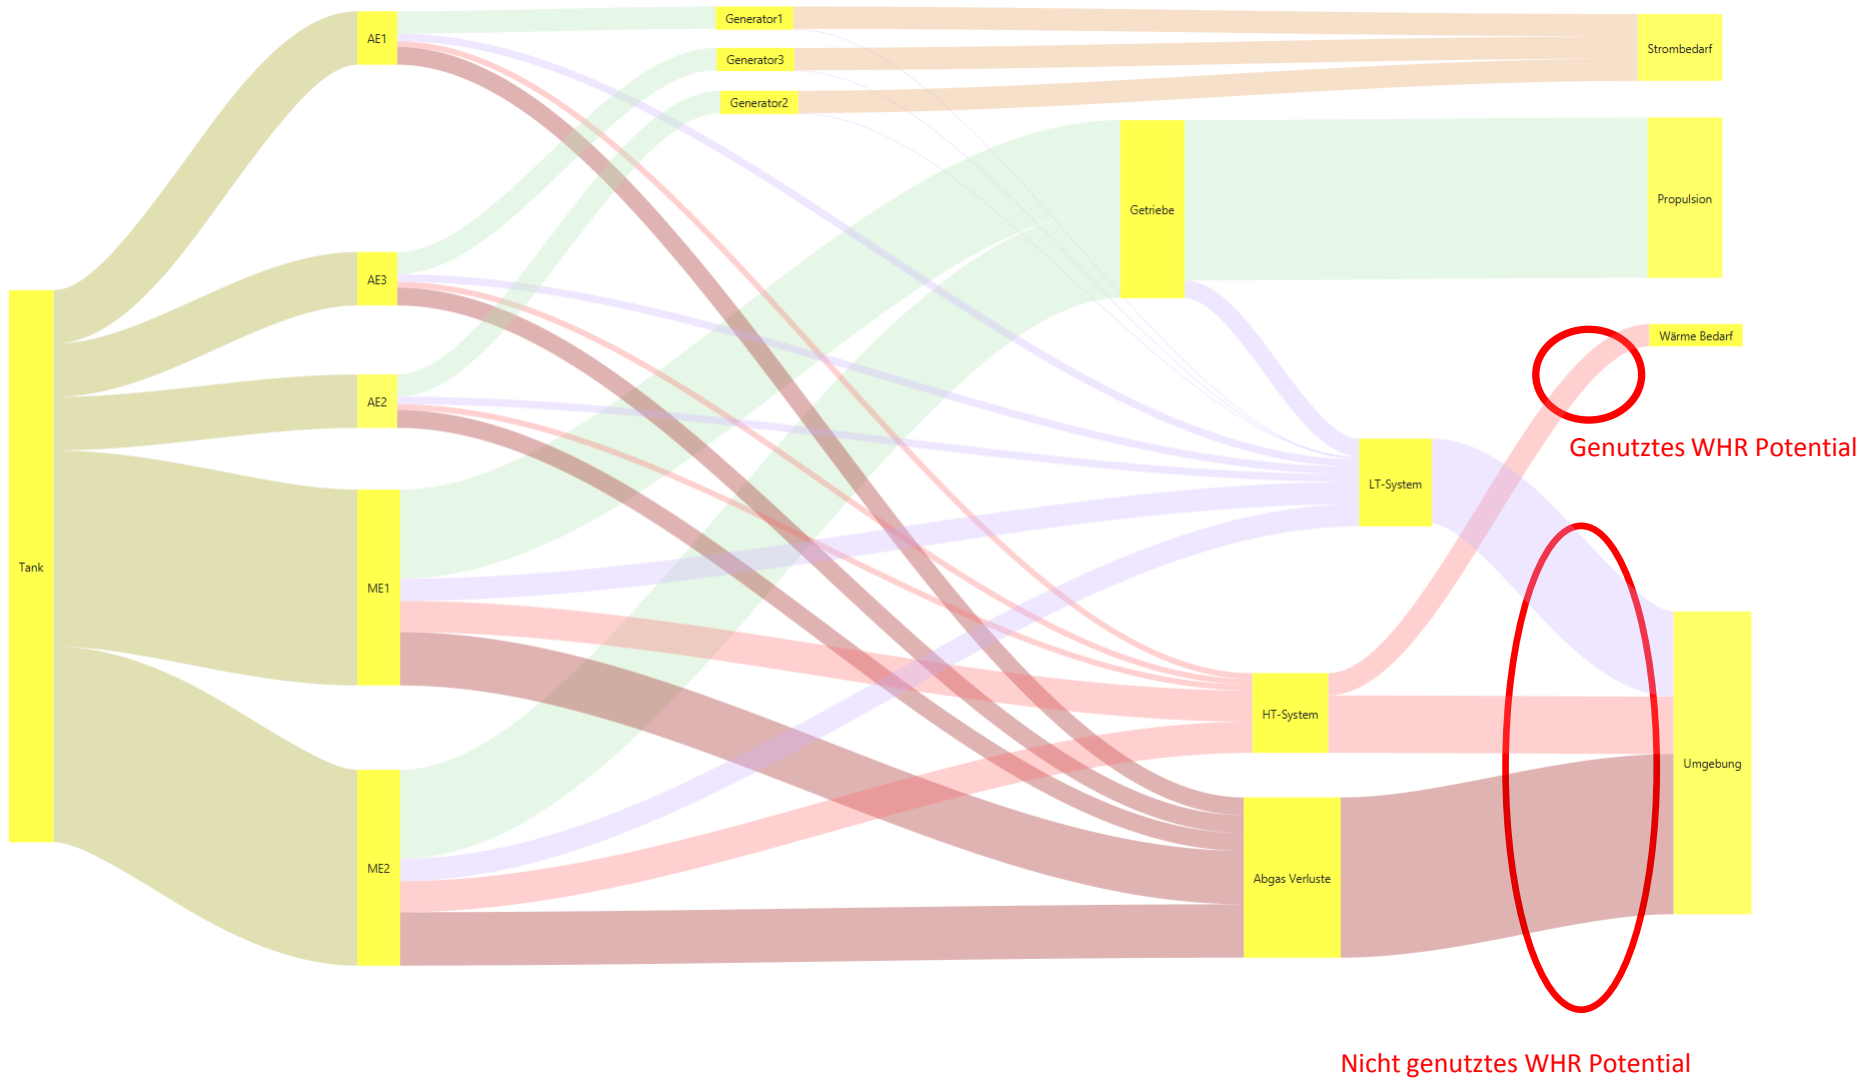 Generator1
Strombedarf
AE1
Generator3
Generator2
Getriebe
Propulsion
AE3
Wärme Bedarf
AE2
Genutztes WHR Potential
LT-System
Tank
ME1
HT-System
Umgebung
ME2
Abgas Verluste
Nicht genutztes WHR Potential